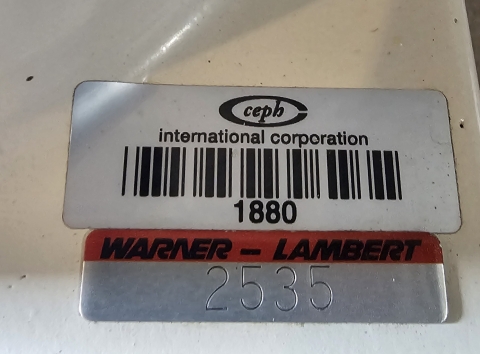 ceph
international corporation
1880
WARNER - LAMBERT
2535